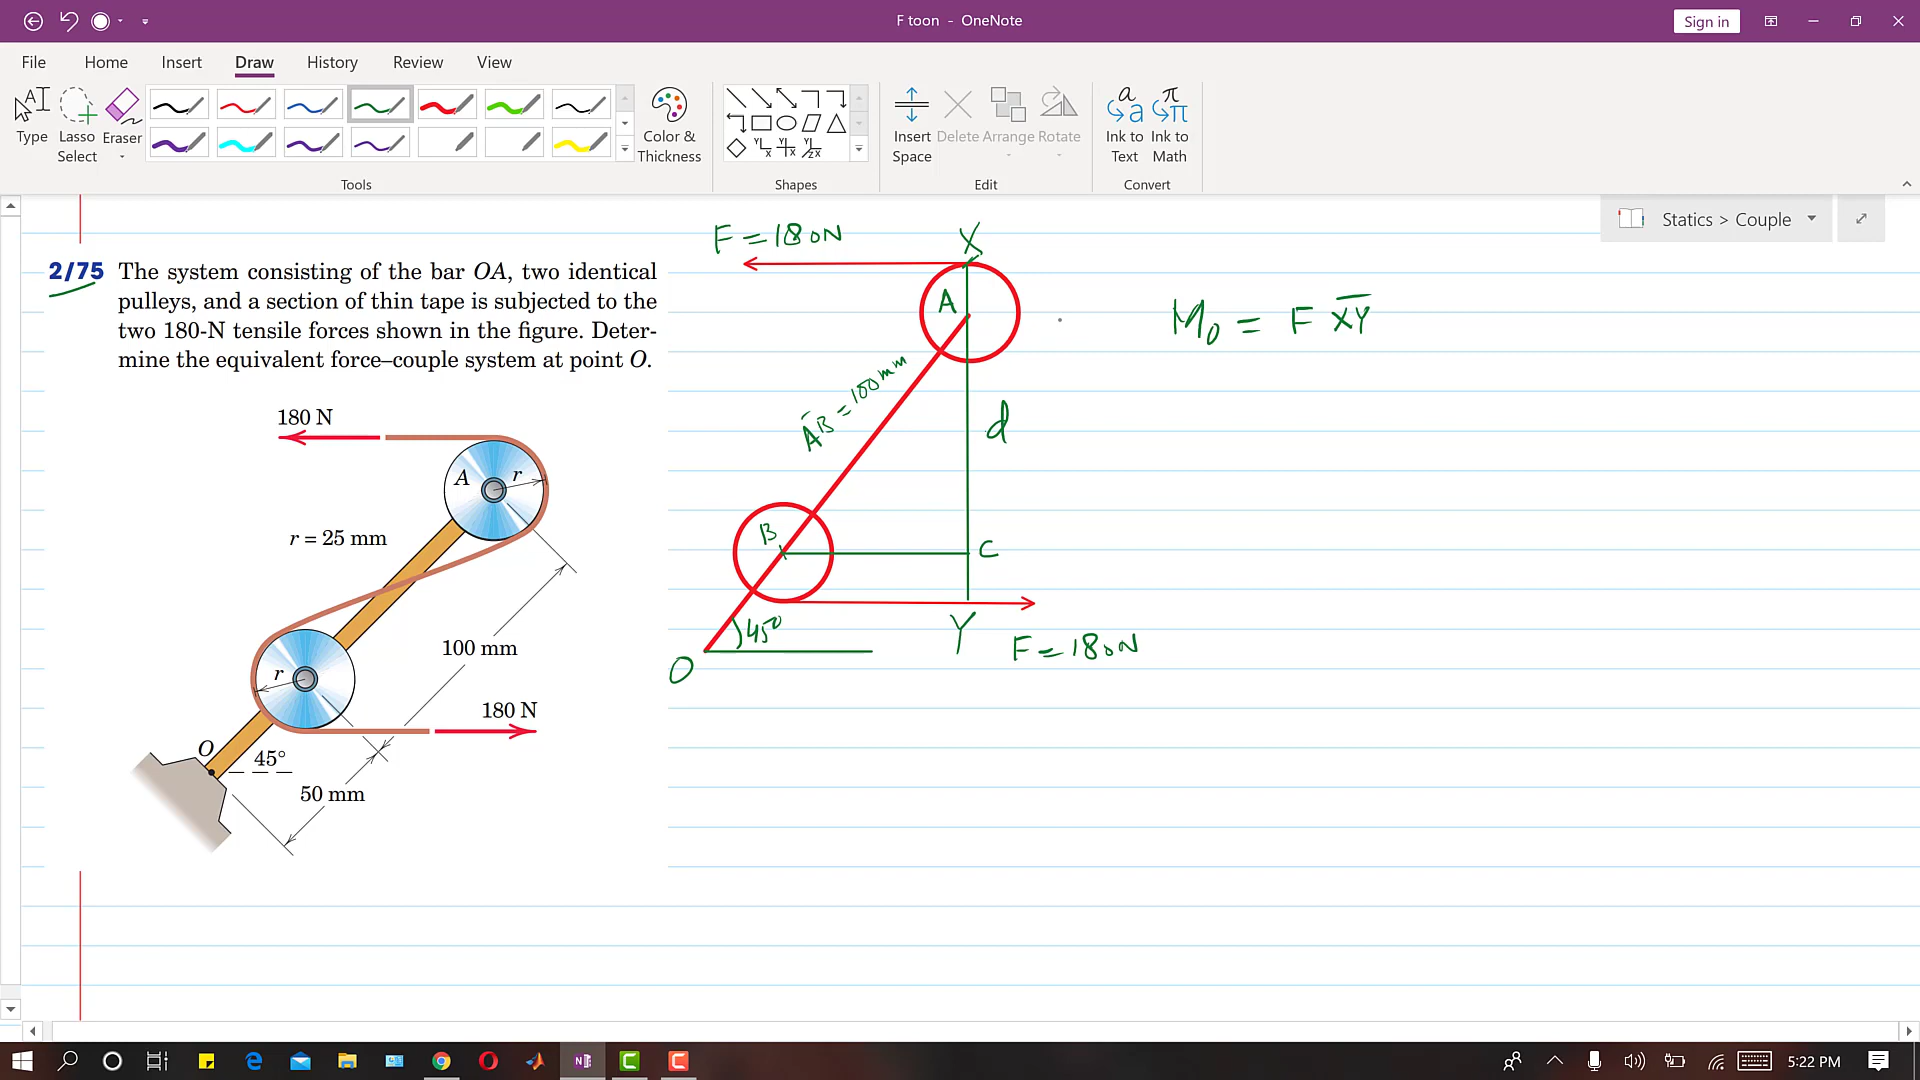 F toon - OneNote
Sign in
File Home Insert Draw History Review View
Type
Lasso Select
Eraser
Color & Thickness
Insert Space
Delete Arrange Rotate
Ink to Text
Ink to Math
Tools Shapes Edit Convert
Statics > Couple
2/75 The system consisting of the bar OA, two identical
pulleys, and a section of thin tape is subjected to the
two 180-N tensile forces shown in the figure. Deter-
mine the equivalent force–couple system at point O.
180 N
A
r
r = 25 mm
100 mm
r
180 N
O
45°
50 mm
F = 180N
X
A
AB = 100mm
d
B
C
45°
Y
F = 180N
O
M₀ = F XY
5:22 PM